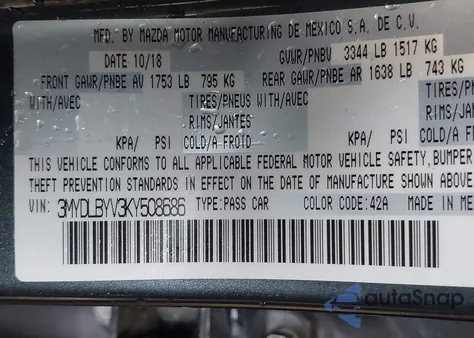 MFD. BY MAZDA MOTOR MANUFACTURING DE MEXICO S.A. DE C.V.
DATE 10/18 GVWR/PNBV 3344 LB 1517 KG
FRONT GAWR/PNBE AV 1753 LB 795 KG REAR GAWR/PNBE AR 1638 LB 743 KG
WITH/AVEC TIRES/PNEUS WITH/AVEC TIRES/PN
RIMS/JANTES RIMS/JAN
KPA/ PSI COLD/A FROID KPA/ PSI COLD/A
THIS VEHICLE CONFORMS TO ALL APPLICABLE FEDERAL MOTOR VEHICLE SAFETY, BUMPER
THEFT PREVENTION STANDARDS IN EFFECT ON THE DATE OF MANUFACTURE SHOWN ABOVE
VIN: 3MYDLBYV3KY508686 TYPE:PASS CAR COLOR CODE:42A MADE IN ME
autoSnap